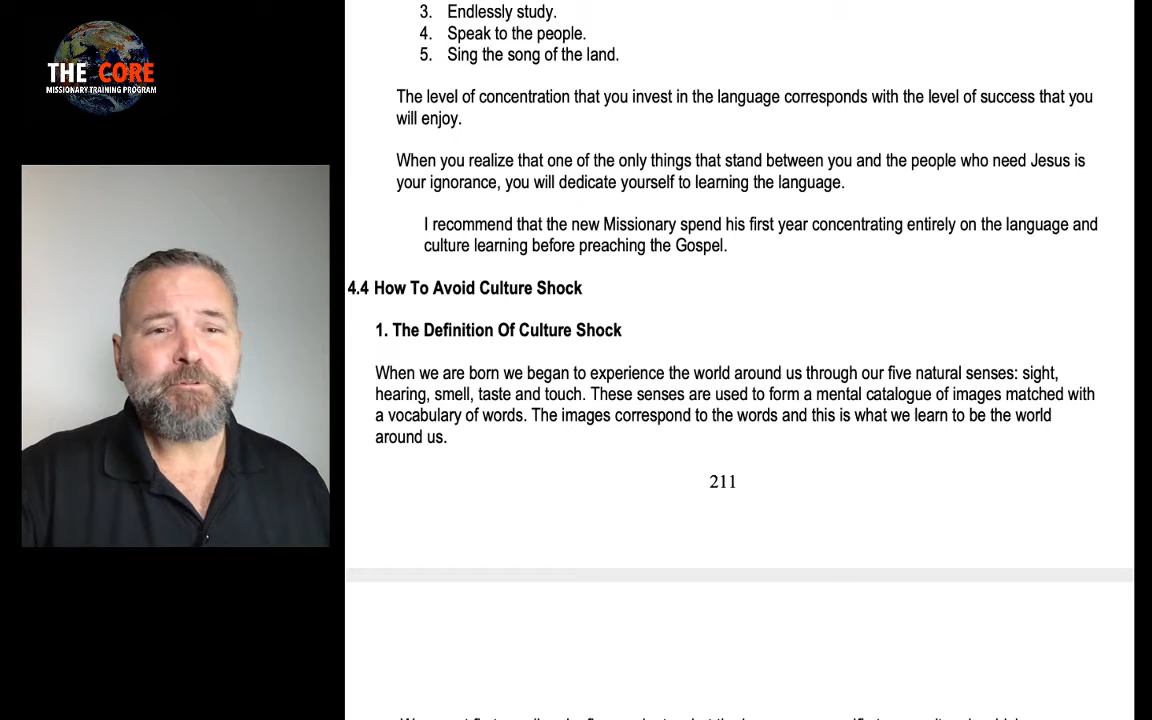 THE CORE
MISSIONARY TRAINING PROGRAM
3. Endlessly study.
4. Speak to the people.
5. Sing the song of the land.
The level of concentration that you invest in the language corresponds with the level of success that you
will enjoy.
When you realize that one of the only things that stand between you and the people who need Jesus is
your ignorance, you will dedicate yourself to learning the language.
I recommend that the new Missionary spend his first year concentrating entirely on the language and
culture learning before preaching the Gospel.
4.4 How To Avoid Culture Shock
1. The Definition Of Culture Shock
When we are born we began to experience the world around us through our five natural senses: sight,
hearing, smell, taste and touch. These senses are used to form a mental catalogue of images matched with
a vocabulary of words. The images correspond to the words and this is what we learn to be the world
around us.
211